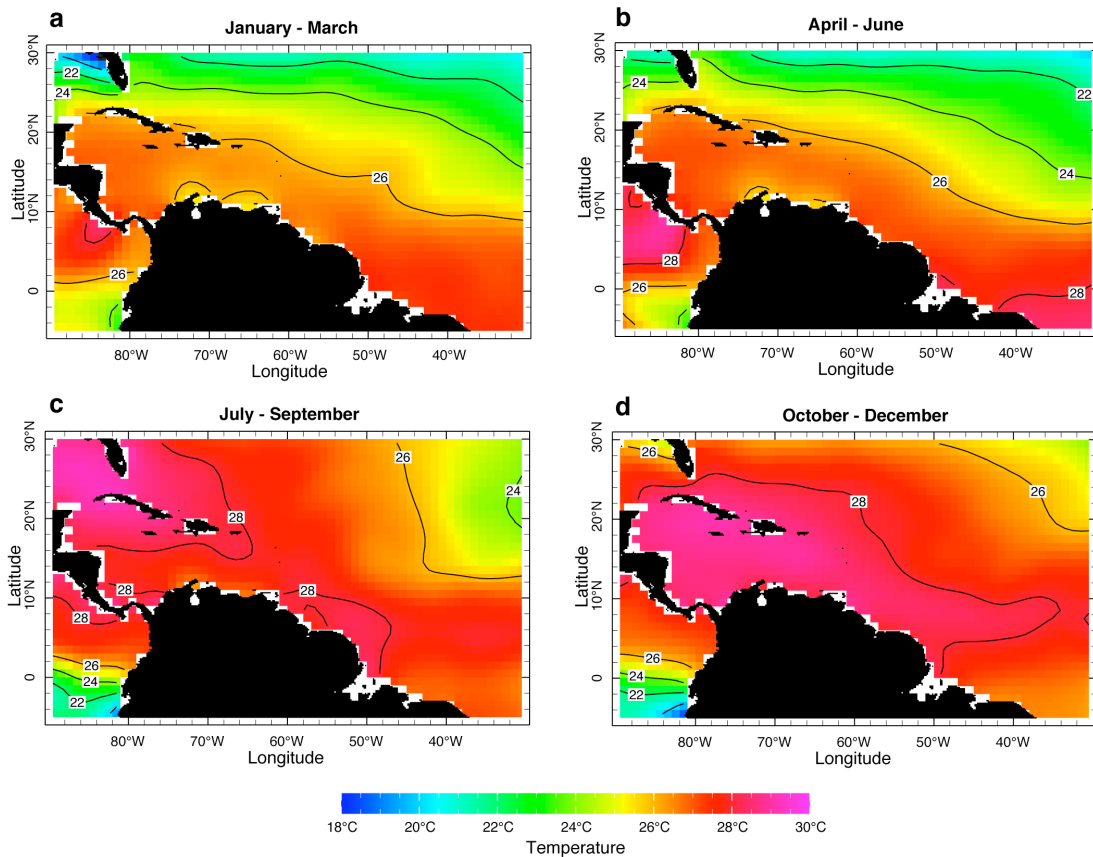 a
January - March
30°N
20°N
10°N
0
Latitude
22
24
26
26
80°W 70°W 60°W 50°W 40°W
Longitude
b
April - June
30°N
20°N
10°N
0
Latitude
24
22
24
14
26
28
26
28
80°W 70°W 60°W 50°W 40°W
Longitude
c
July - September
30°N
20°N
10°N
0
Latitude
26
24
28
28
28
28
26
24
22
80°W 70°W 60°W 50°W 40°W
Longitude
d
October - December
30°N
20°N
10°N
0
Latitude
26
26
28
26
24
22
80°W 70°W 60°W 50°W 40°W
Longitude
18°C 20°C 22°C 24°C 26°C 28°C 30°C
Temperature